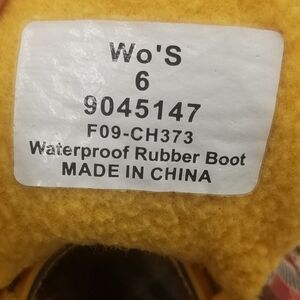 Wo'S
6
9045147
F09-CH373
Waterproof Rubber Boot
MADE IN CHINA